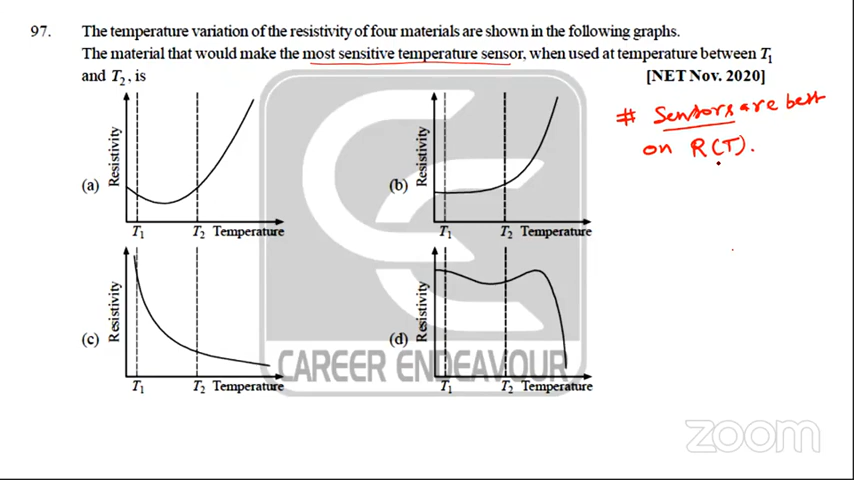 97. The temperature variation of the resistivity of four materials are shown in the following graphs.
The material that would make the most sensitive temperature sensor, when used at temperature between T₁
and T₂, is [NET Nov. 2020]
# Sensors are best
on R(T).
(a) Resistivity
T₁ T₂ Temperature
(b) Resistivity
T₁ T₂ Temperature
(c) Resistivity
T₁ T₂ Temperature
(d) Resistivity
T₁ T₂ Temperature
CAREER ENDEAVOUR
zoom